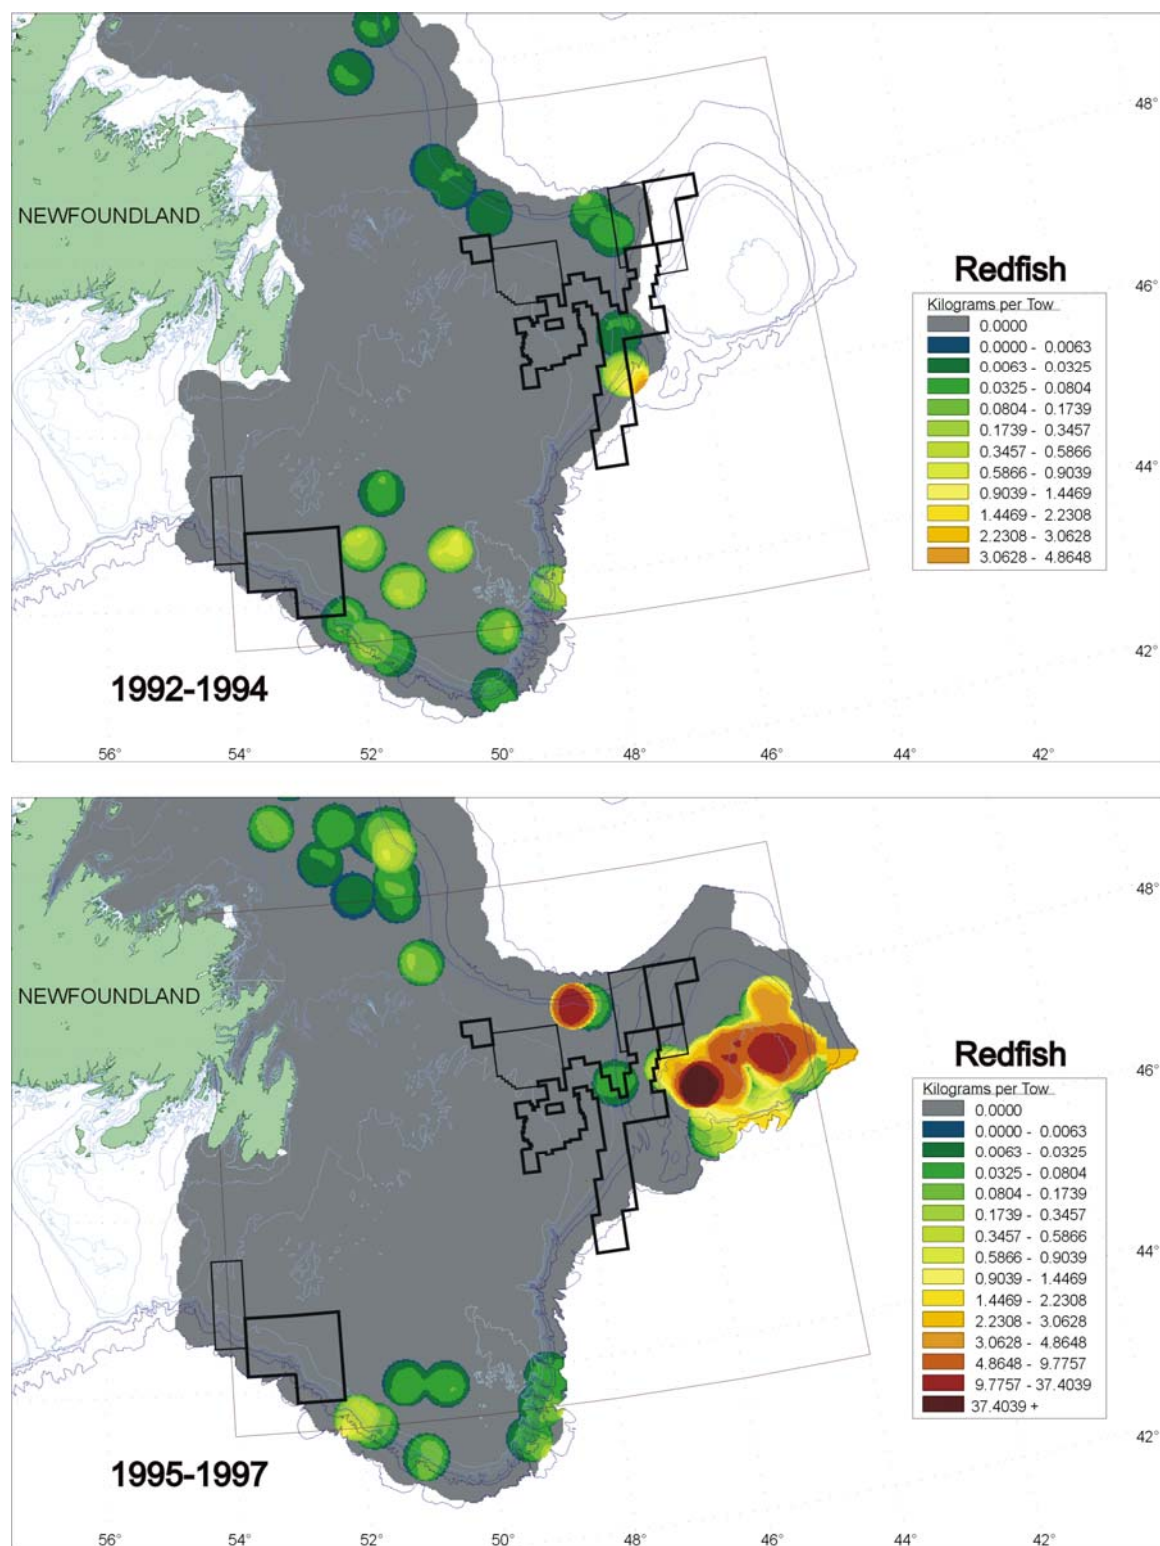 48°
NEWFOUNDLAND
Redfish
46°
Kilograms per Tow
0.0000
0.0000 - 0.0063
0.0063 - 0.0325
0.0325 - 0.0804
0.0804 - 0.1739
0.1739 - 0.3457
0.3457 - 0.5866
0.5866 - 0.9039
0.9039 - 1.4469
1.4469 - 2.2308
2.2308 - 3.0628
3.0628 - 4.8648
44°
42°
1992-1994
56° 54° 52° 50° 48° 46° 44° 42°
48°
NEWFOUNDLAND
Redfish
46°
Kilograms per Tow
0.0000
0.0000 - 0.0063
0.0063 - 0.0325
0.0325 - 0.0804
0.0804 - 0.1739
0.1739 - 0.3457
0.3457 - 0.5866
0.5866 - 0.9039
0.9039 - 1.4469
1.4469 - 2.2308
2.2308 - 3.0628
3.0628 - 4.8648
4.8648 - 9.7757
9.7757 - 37.4039
37.4039 +
44°
42°
1995-1997
56° 54° 52° 50° 48° 46° 44° 42°